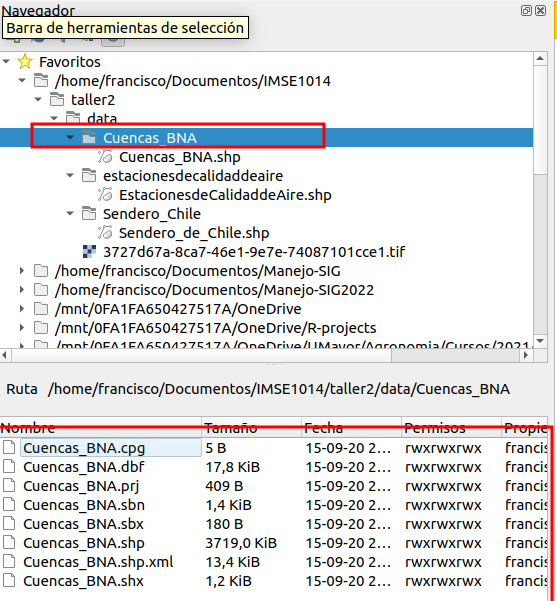 Navegador
Barra de herramientas de selección
Favoritos
/home/francisco/Documentos/IMSE1014
taller2
data
Cuencas_BNA
Cuencas_BNA.shp
estacionesdecalidaddeaire
EstacionesdeCalidaddeAire.shp
Sendero_Chile
Sendero_de_Chile.shp
3727d67a-8ca7-46e1-9e7e-74087101cce1.tif
/home/francisco/Documentos/Manejo-SIG
/home/francisco/Documentos/Manejo-SIG2022
/mnt/0FA1FA650427517A/OneDrive
/mnt/0FA1FA650427517A/OneDrive/R-projects
/mnt/0FA1FA650427517A/OneDrive/UMayor/Agronomia/Cursos/2021
Ruta /home/francisco/Documentos/IMSE1014/taller2/data/Cuencas_BNA
Nombre Tamaño Fecha Permisos Propie
Cuencas_BNA.cpg 5 B 15-09-20 2... rwxrwxrwx francis
Cuencas_BNA.dbf 17,8 KiB 15-09-20 2... rwxrwxrwx francis
Cuencas_BNA.prj 409 B 15-09-20 2... rwxrwxrwx francis
Cuencas_BNA.sbn 1,4 KiB 15-09-20 2... rwxrwxrwx francis
Cuencas_BNA.sbx 180 B 15-09-20 2... rwxrwxrwx francis
Cuencas_BNA.shp 3719,0 KiB 15-09-20 2... rwxrwxrwx francis
Cuencas_BNA.shp.xml 13,4 KiB 15-09-20 2... rwxrwxrwx francis
Cuencas_BNA.shx 1,2 KiB 15-09-20 2... rwxrwxrwx francis